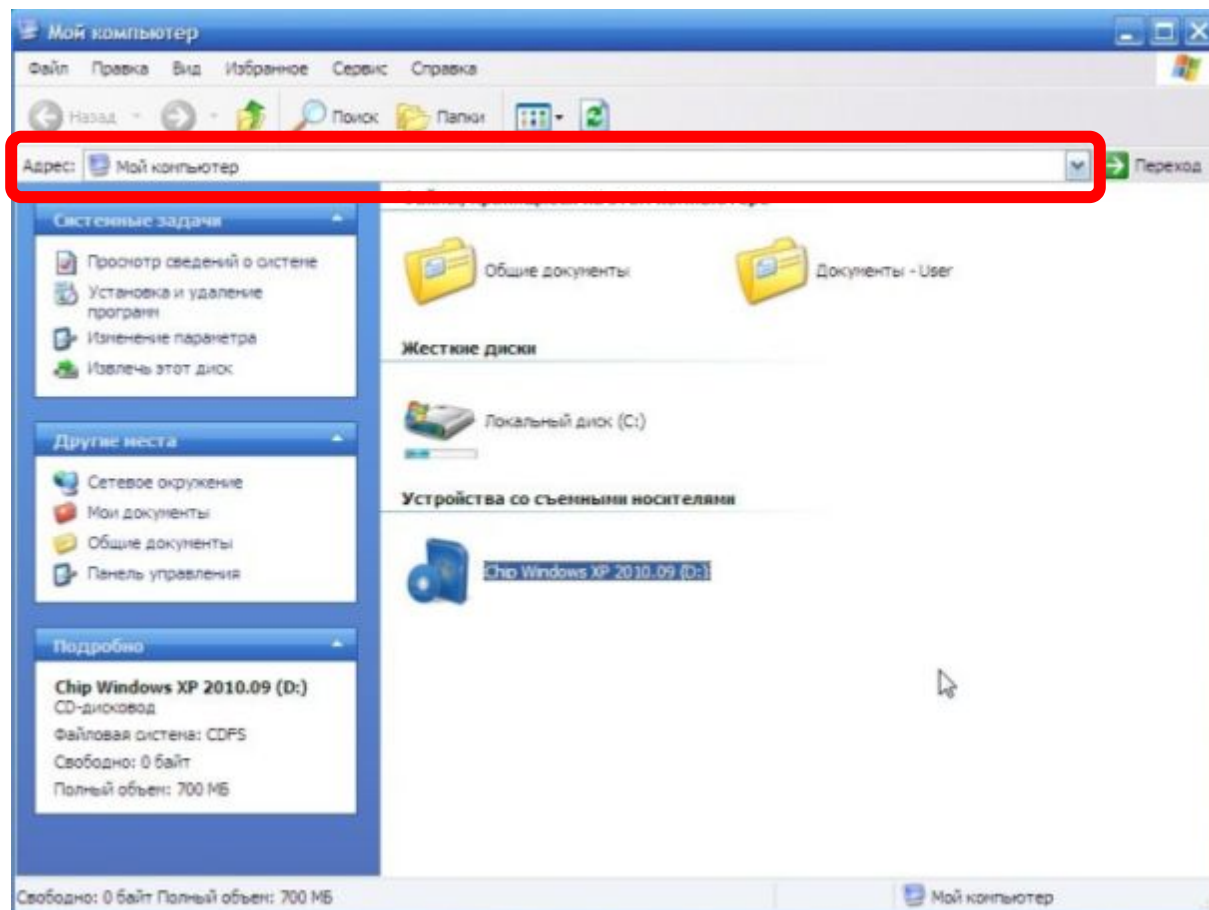 Мой компьютер
Файл Правка Вид Избранное Сервис Справка
Назад Поиск Папки
Адрес: Мой компьютер Переход
Системные задачи
Просмотр сведений о системе
Установка и удаление
программ
Изменение параметра
Извлечь этот диск
Другие места
Сетевое окружение
Мои документы
Общие документы
Панель управления
Подробно
Chip Windows XP 2010.09 (D:)
CD-дисковод
Файловая система: CDFS
Свободно: 0 байт
Полный объем: 700 МБ
Общие документы
Документы - User
Жесткие диски
Локальный диск (C:)
Устройства со съемными носителями
Chip Windows XP 2010.09 (D:)
Свободно: 0 байт Полный объем: 700 МБ
Мой компьютер